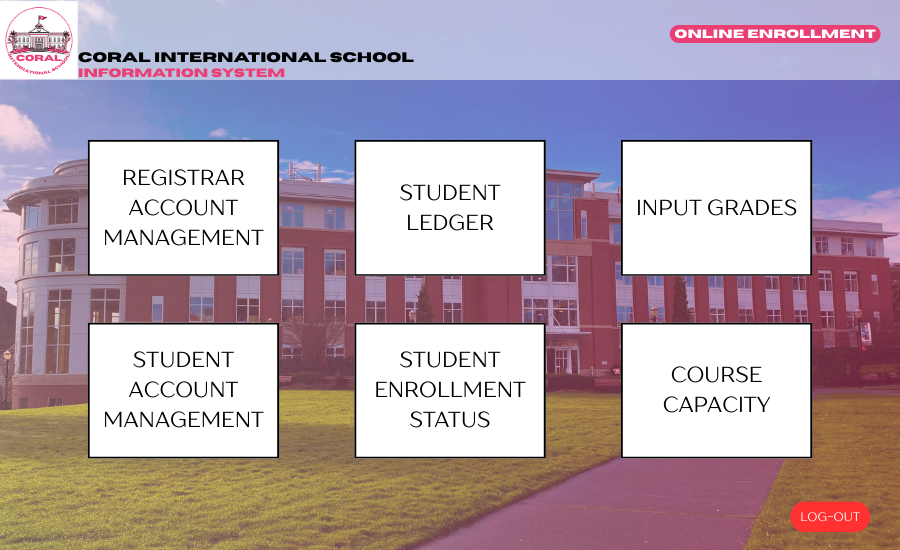 CORAL
INTERNATIONAL SCHOOL
CORAL INTERNATIONAL SCHOOL
INFORMATION SYSTEM
ONLINE ENROLLMENT
REGISTRAR
ACCOUNT
MANAGEMENT
STUDENT
LEDGER
INPUT GRADES
STUDENT
ACCOUNT
MANAGEMENT
STUDENT
ENROLLMENT
STATUS
COURSE
CAPACITY
LOG-OUT